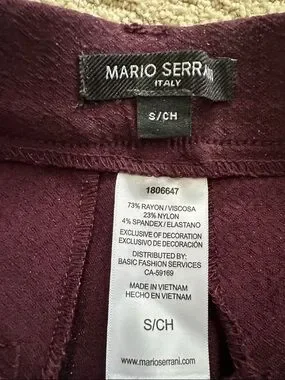 MARIO SERRANI
ITALY
S/CH
1806647
73% RAYON/VISCOSA
23% NYLON
4% SPANDEX/ELASTANO
EXCLUSIVE OF DECORATION
EXCLUSIVO DE DECORACIÓN
DISTRIBUTED BY:
BASIC FASHION SERVICES
CA-59169
MADE IN VIETNAM
HECHO EN VIETNAM
S/CH
www.marioserrani.com